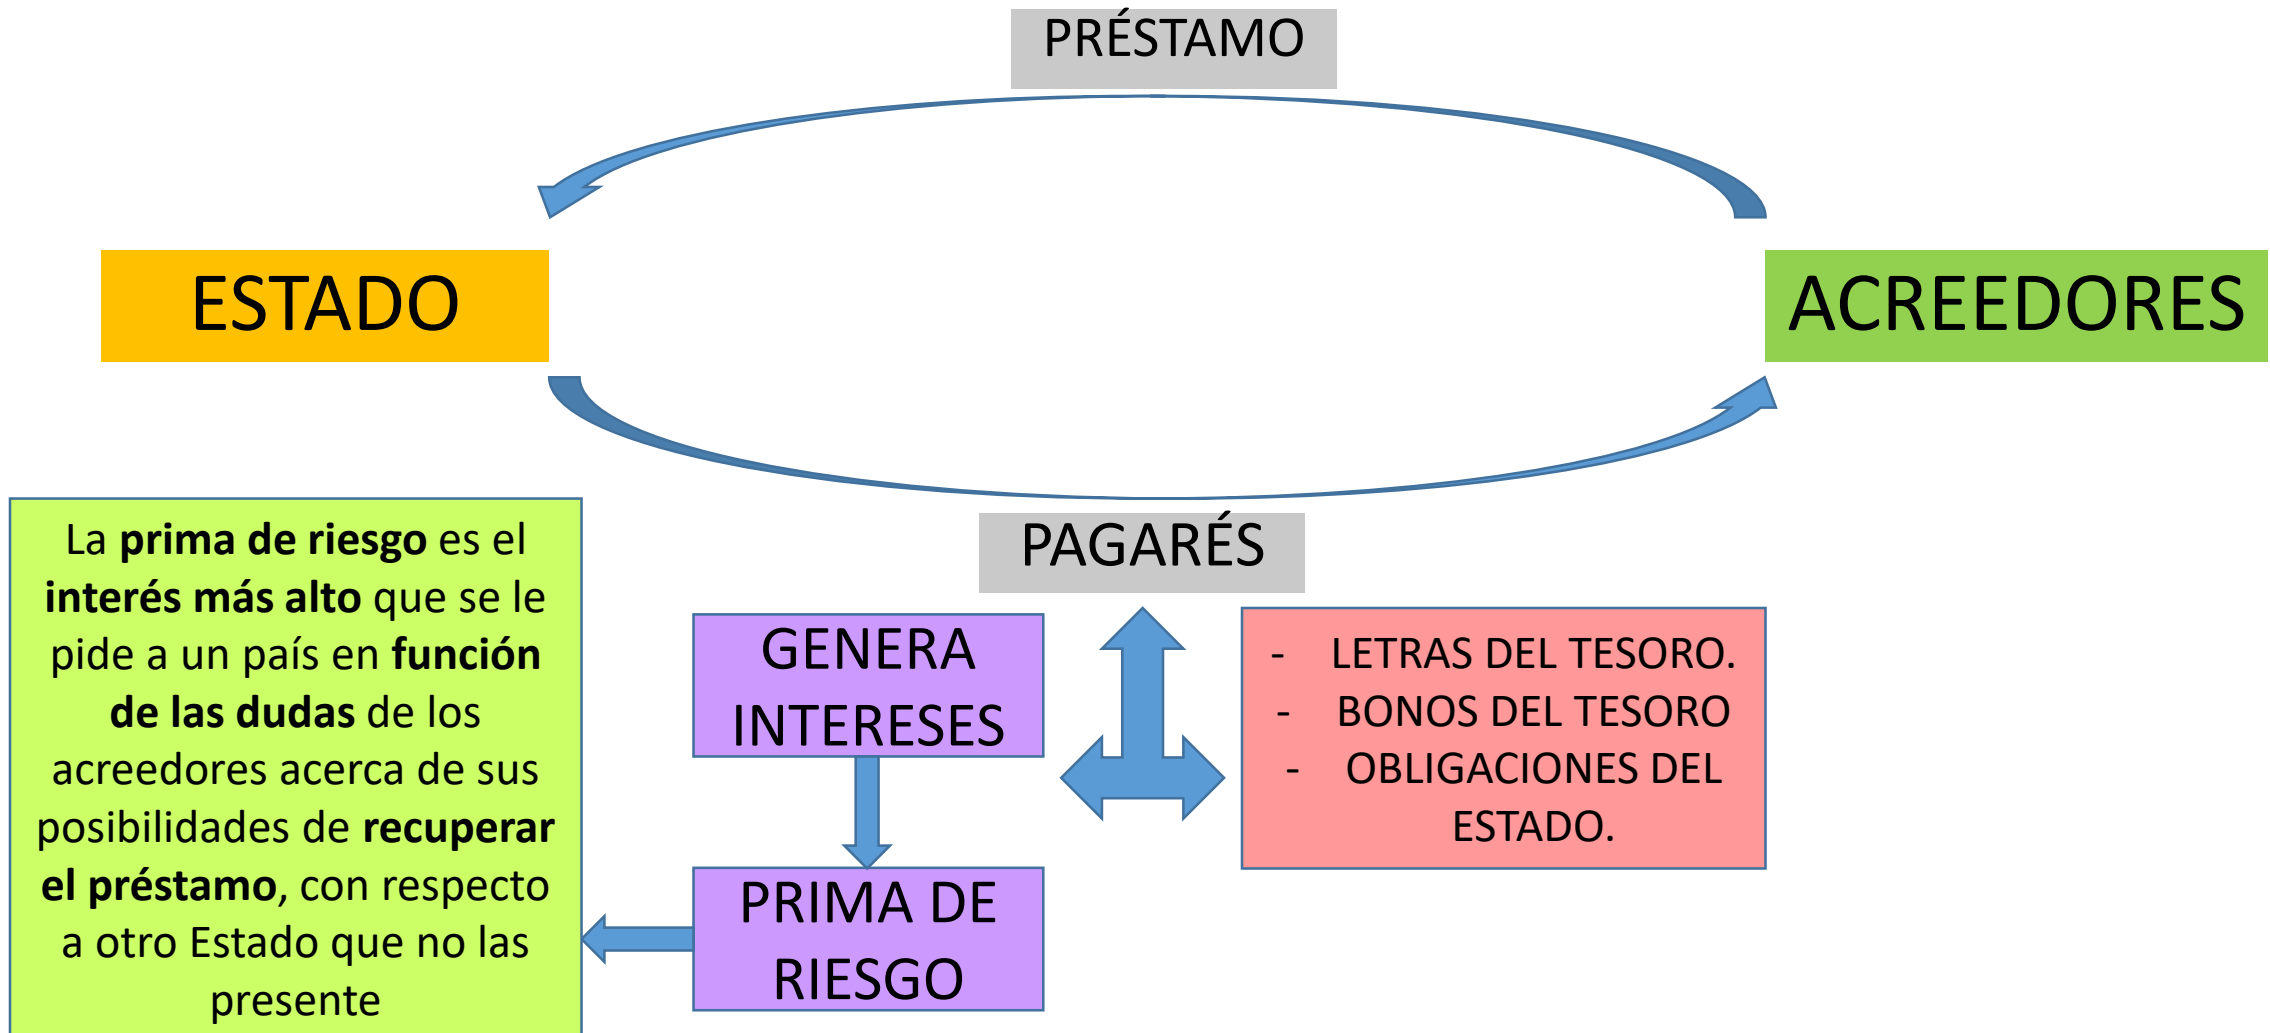 PRÉSTAMO
ESTADO
ACREEDORES
PAGARÉS
La prima de riesgo es el
interés más alto que se le
pide a un país en función
de las dudas de los
acreedores acerca de sus
posibilidades de recuperar
el préstamo, con respecto
a otro Estado que no las
presente
GENERA
INTERESES
PRIMA DE
RIESGO
- LETRAS DEL TESORO.
- BONOS DEL TESORO
- OBLIGACIONES DEL
ESTADO.